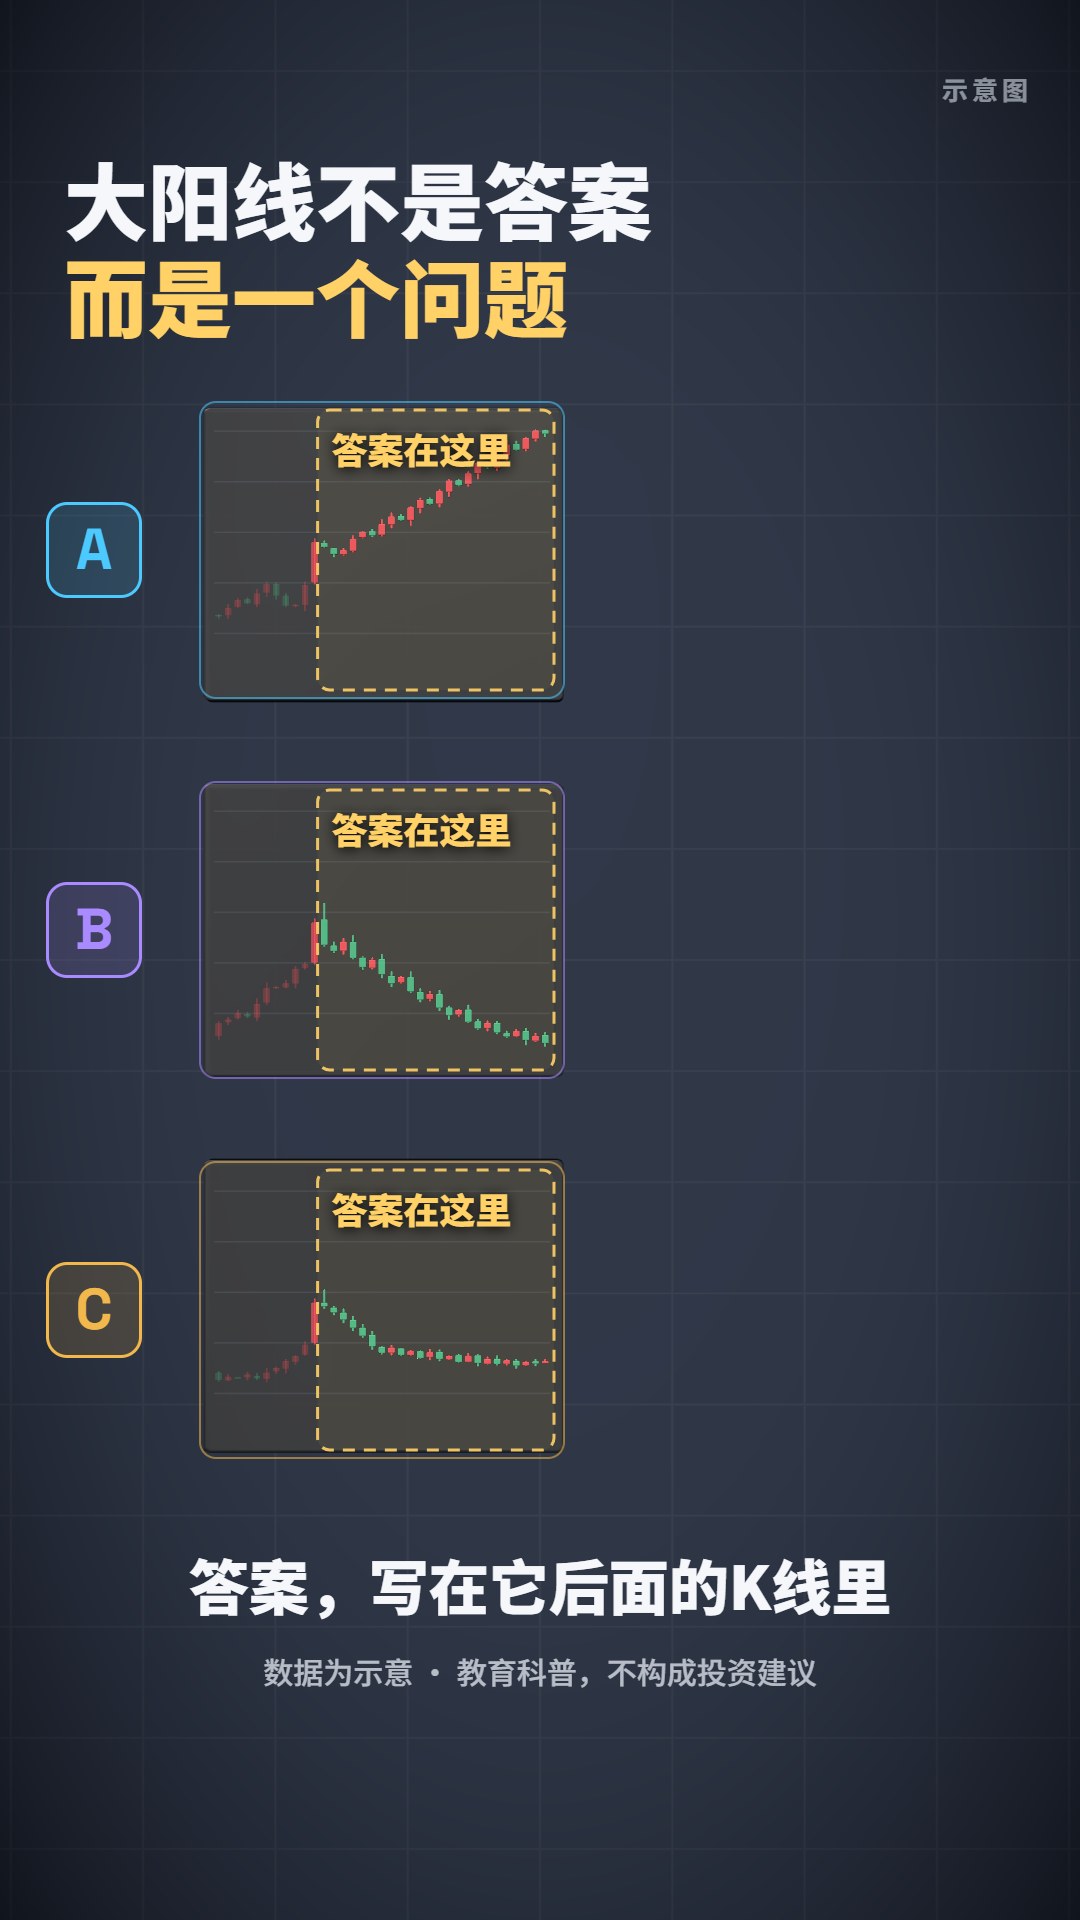 示意图
大阳线不是答案
而是一个问题
A
答案在这里
B
答案在这里
C
答案在这里
答案，写在它后面的K线里
数据为示意 · 教育科普，不构成投资建议